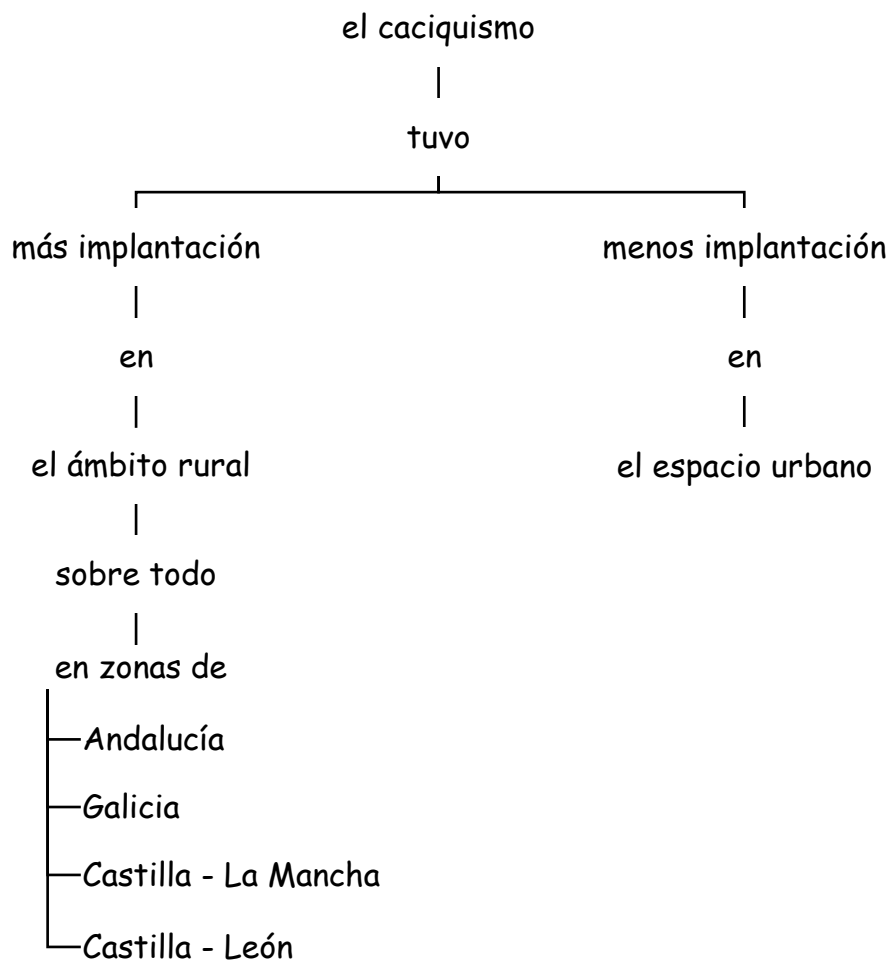 el caciquismo
tuvo
más implantación
menos implantación
en
en
el ámbito rural
el espacio urbano
sobre todo
en zonas de
Andalucía
Galicia
Castilla - La Mancha
Castilla - León